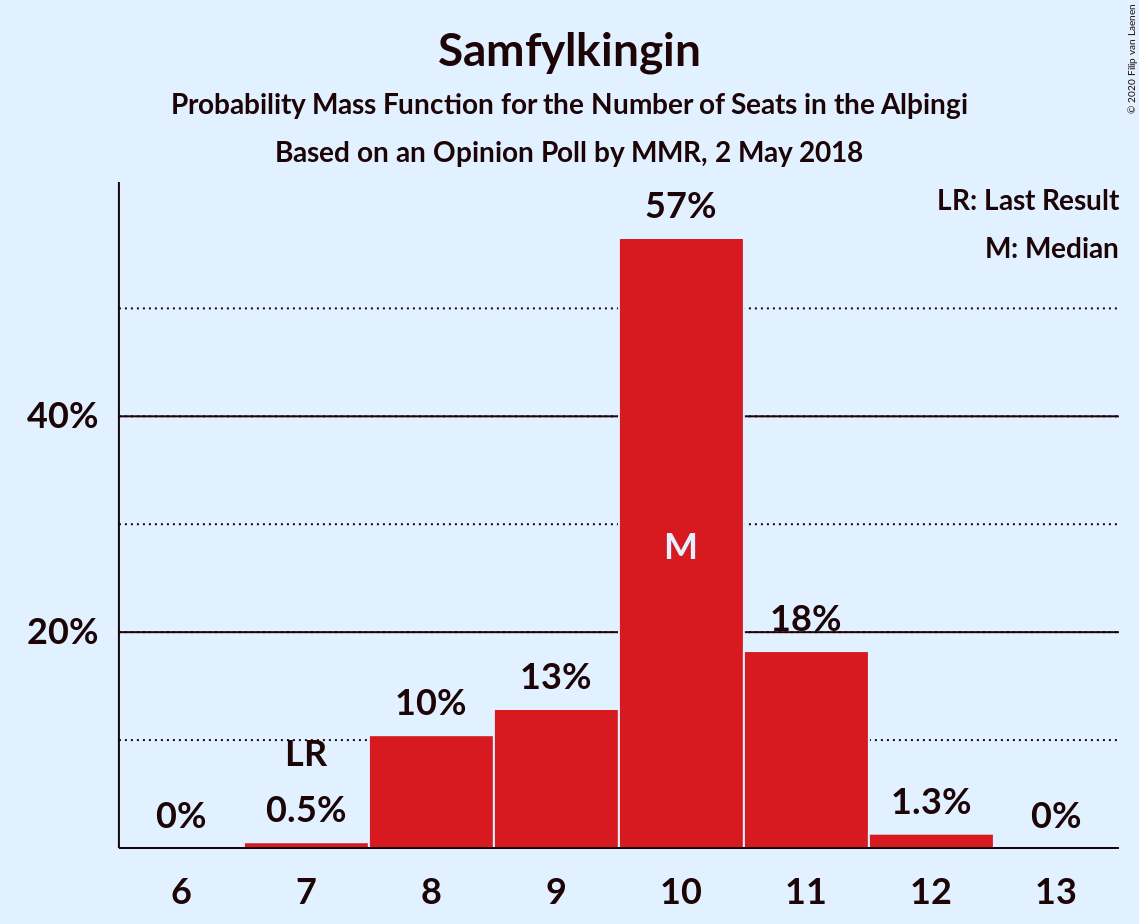 Samfylkingin
Probability Mass Function for the Number of Seats in the Alþingi
Based on an Opinion Poll by MMR, 2 May 2018
© 2020 Filip van Laenen
LR: Last Result
M: Median
57%
40%
M
20%
18%
13%
10%
LR
0.5%
0%
1.3%
0%
6 7 8 9 10 11 12 13